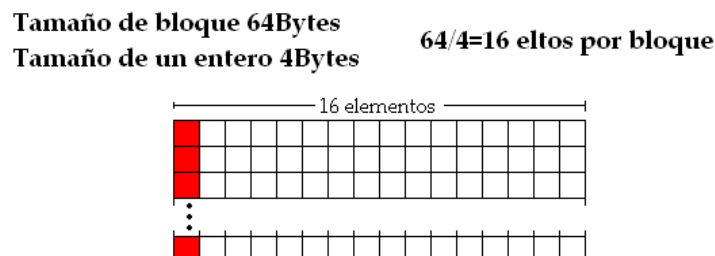 Tamaño de bloque 64Bytes
Tamaño de un entero 4Bytes
64/4=16 eltos por bloque
16 elementos